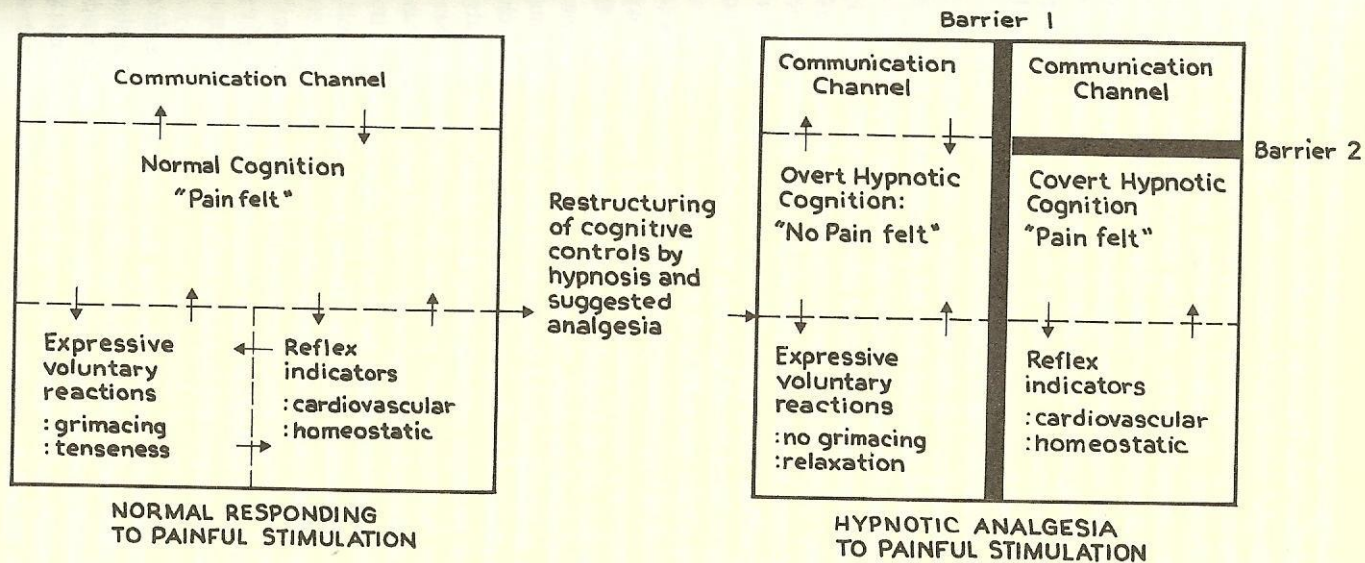 Communication Channel
Normal Cognition
"Pain felt"
Expressive
voluntary
reactions
:grimacing
:tenseness
Reflex
indicators
:cardiovascular
:homeostatic
NORMAL RESPONDING
TO PAINFUL STIMULATION
Restructuring
of cognitive
controls by
hypnosis and
suggested
analgesia
Barrier 1
Communication
Channel
Overt Hypnotic
Cognition:
"No Pain felt"
Expressive
voluntary
reactions
:no grimacing
:relaxation
Communication
Channel
Barrier 2
Covert Hypnotic
Cognition
"Pain felt"
Reflex
indicators
:cardiovascular
:homeostatic
HYPNOTIC ANALGESIA
TO PAINFUL STIMULATION